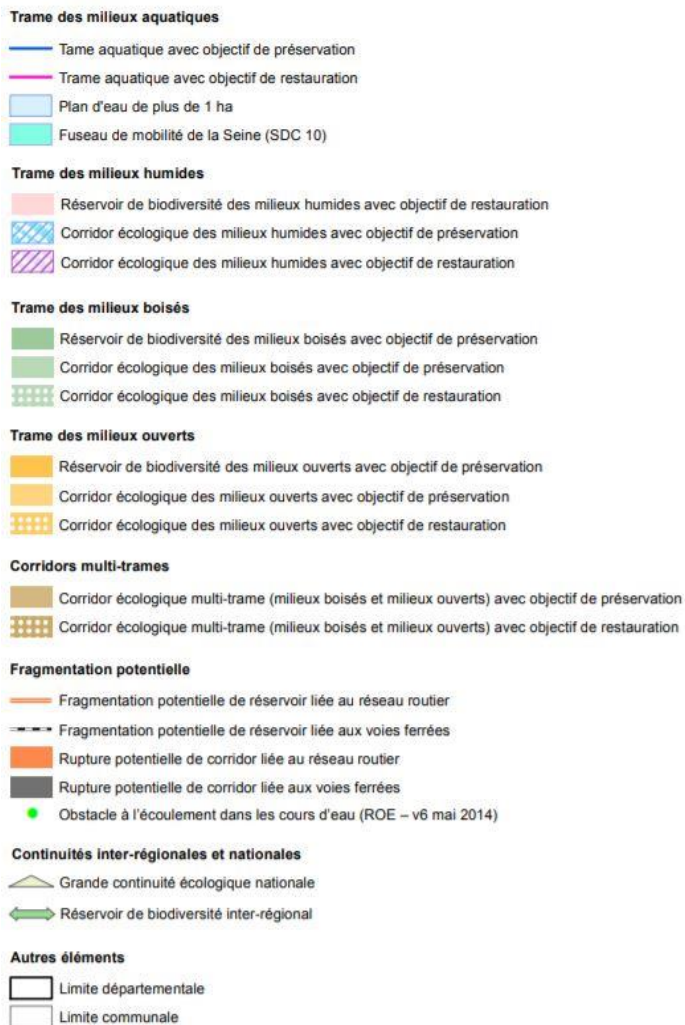 Trame des milieux aquatiques
Tame aquatique avec objectif de préservation
Trame aquatique avec objectif de restauration
Plan d'eau de plus de 1 ha
Fuseau de mobilité de la Seine (SDC 10)
Trame des milieux humides
Réservoir de biodiversité des milieux humides avec objectif de restauration
Corridor écologique des milieux humides avec objectif de préservation
Corridor écologique des milieux humides avec objectif de restauration
Trame des milieux boisés
Réservoir de biodiversité des milieux boisés avec objectif de préservation
Corridor écologique des milieux boisés avec objectif de préservation
Corridor écologique des milieux boisés avec objectif de restauration
Trame des milieux ouverts
Réservoir de biodiversité des milieux ouverts avec objectif de préservation
Corridor écologique des milieux ouverts avec objectif de préservation
Corridor écologique des milieux ouverts avec objectif de restauration
Corridors multi-trames
Corridor écologique multi-trame (milieux boisés et milieux ouverts) avec objectif de préservation
Corridor écologique multi-trame (milieux boisés et milieux ouverts) avec objectif de restauration
Fragmentation potentielle
Fragmentation potentielle de réservoir liée au réseau routier
Fragmentation potentielle de réservoir liée aux voies ferrées
Rupture potentielle de corridor liée au réseau routier
Rupture potentielle de corridor liée aux voies ferrées
Obstacle à l'écoulement dans les cours d'eau (ROE – v6 mai 2014)
Continuités inter-régionales et nationales
Grande continuité écologique nationale
Réservoir de biodiversité inter-régional
Autres éléments
Limite départementale
Limite communale